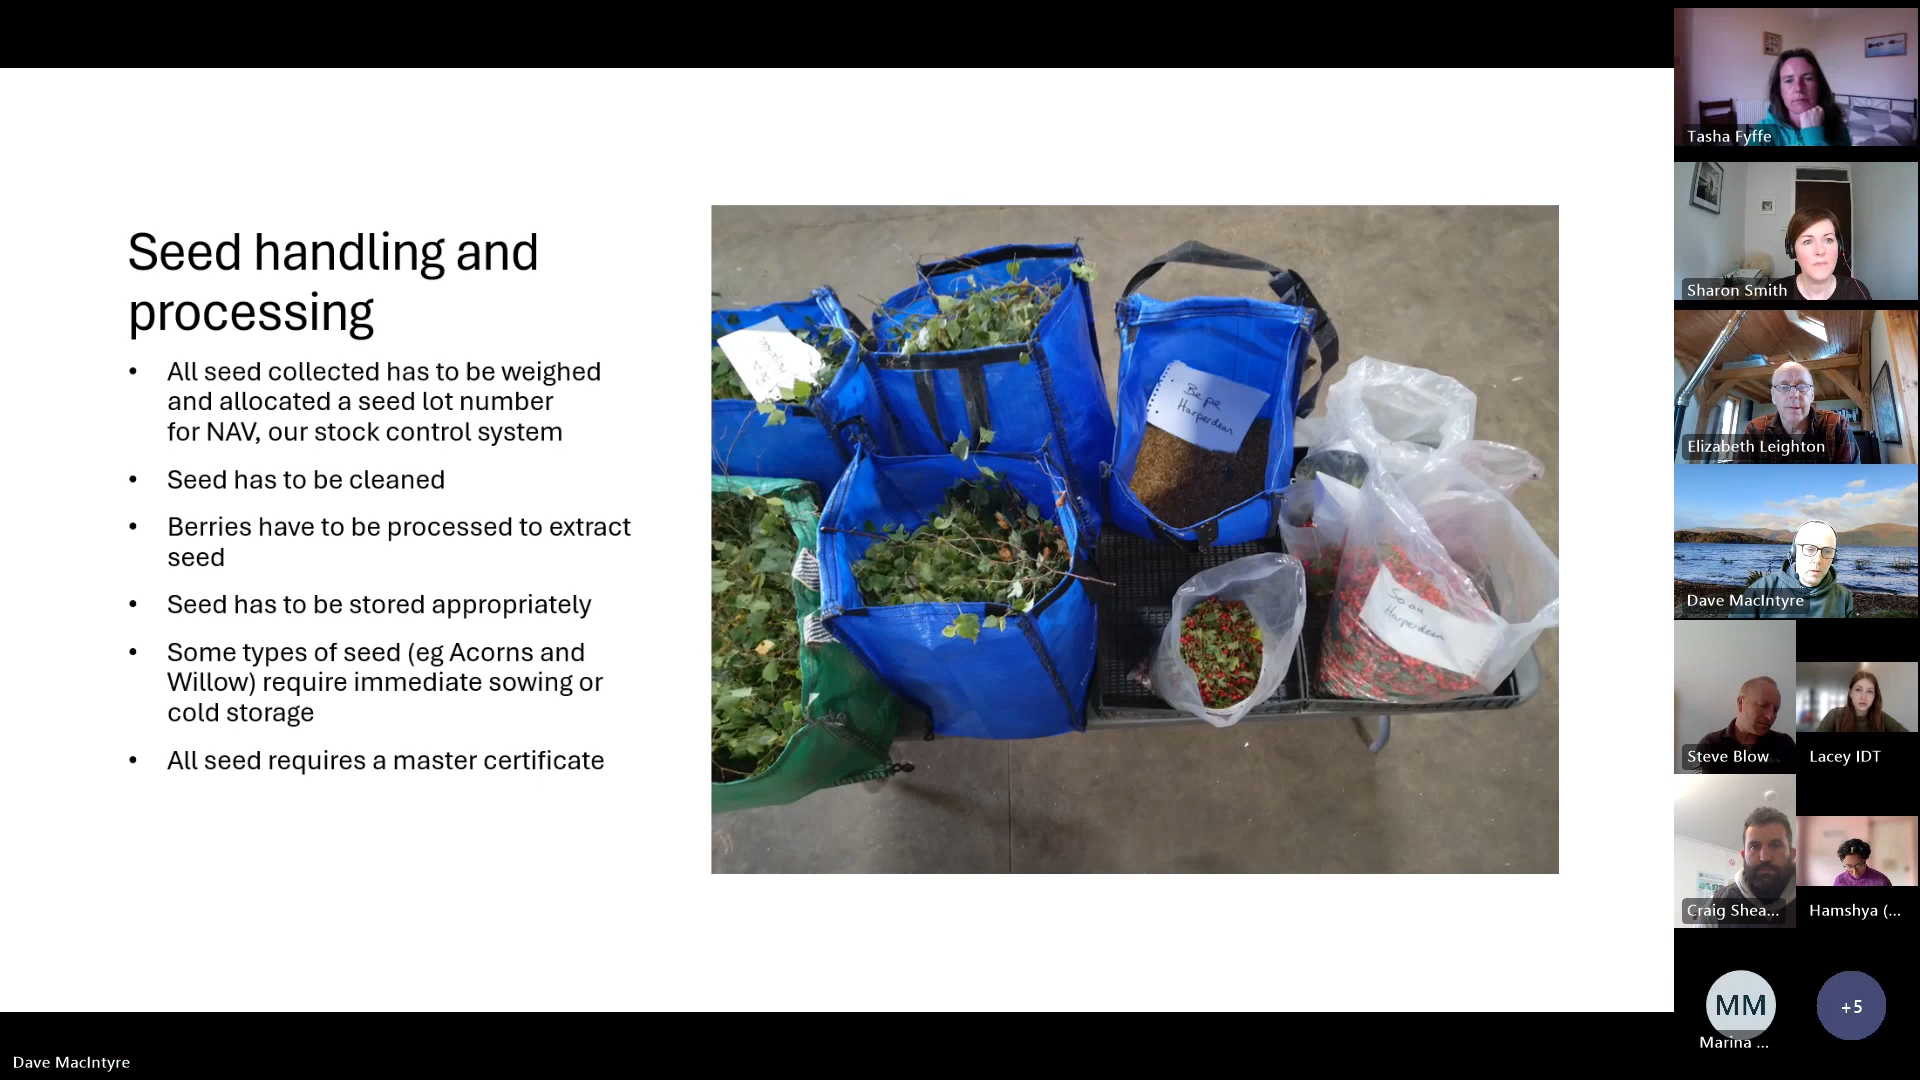 Seed handling and
processing
• All seed collected has to be weighed
and allocated a seed lot number
for NAV, our stock control system
• Seed has to be cleaned
• Berries have to be processed to extract
seed
• Seed has to be stored appropriately
• Some types of seed (eg Acorns and
Willow) require immediate sowing or
cold storage
• All seed requires a master certificate
Be pe
Harperdean
So au
Harperdean
Tasha Fyffe
Sharon Smith
Elizabeth Leighton
Dave MacIntyre
Steve Blow
Lacey IDT
Craig Shea...
Hamshya (...
MM
Marina ...
+5
Dave MacIntyre